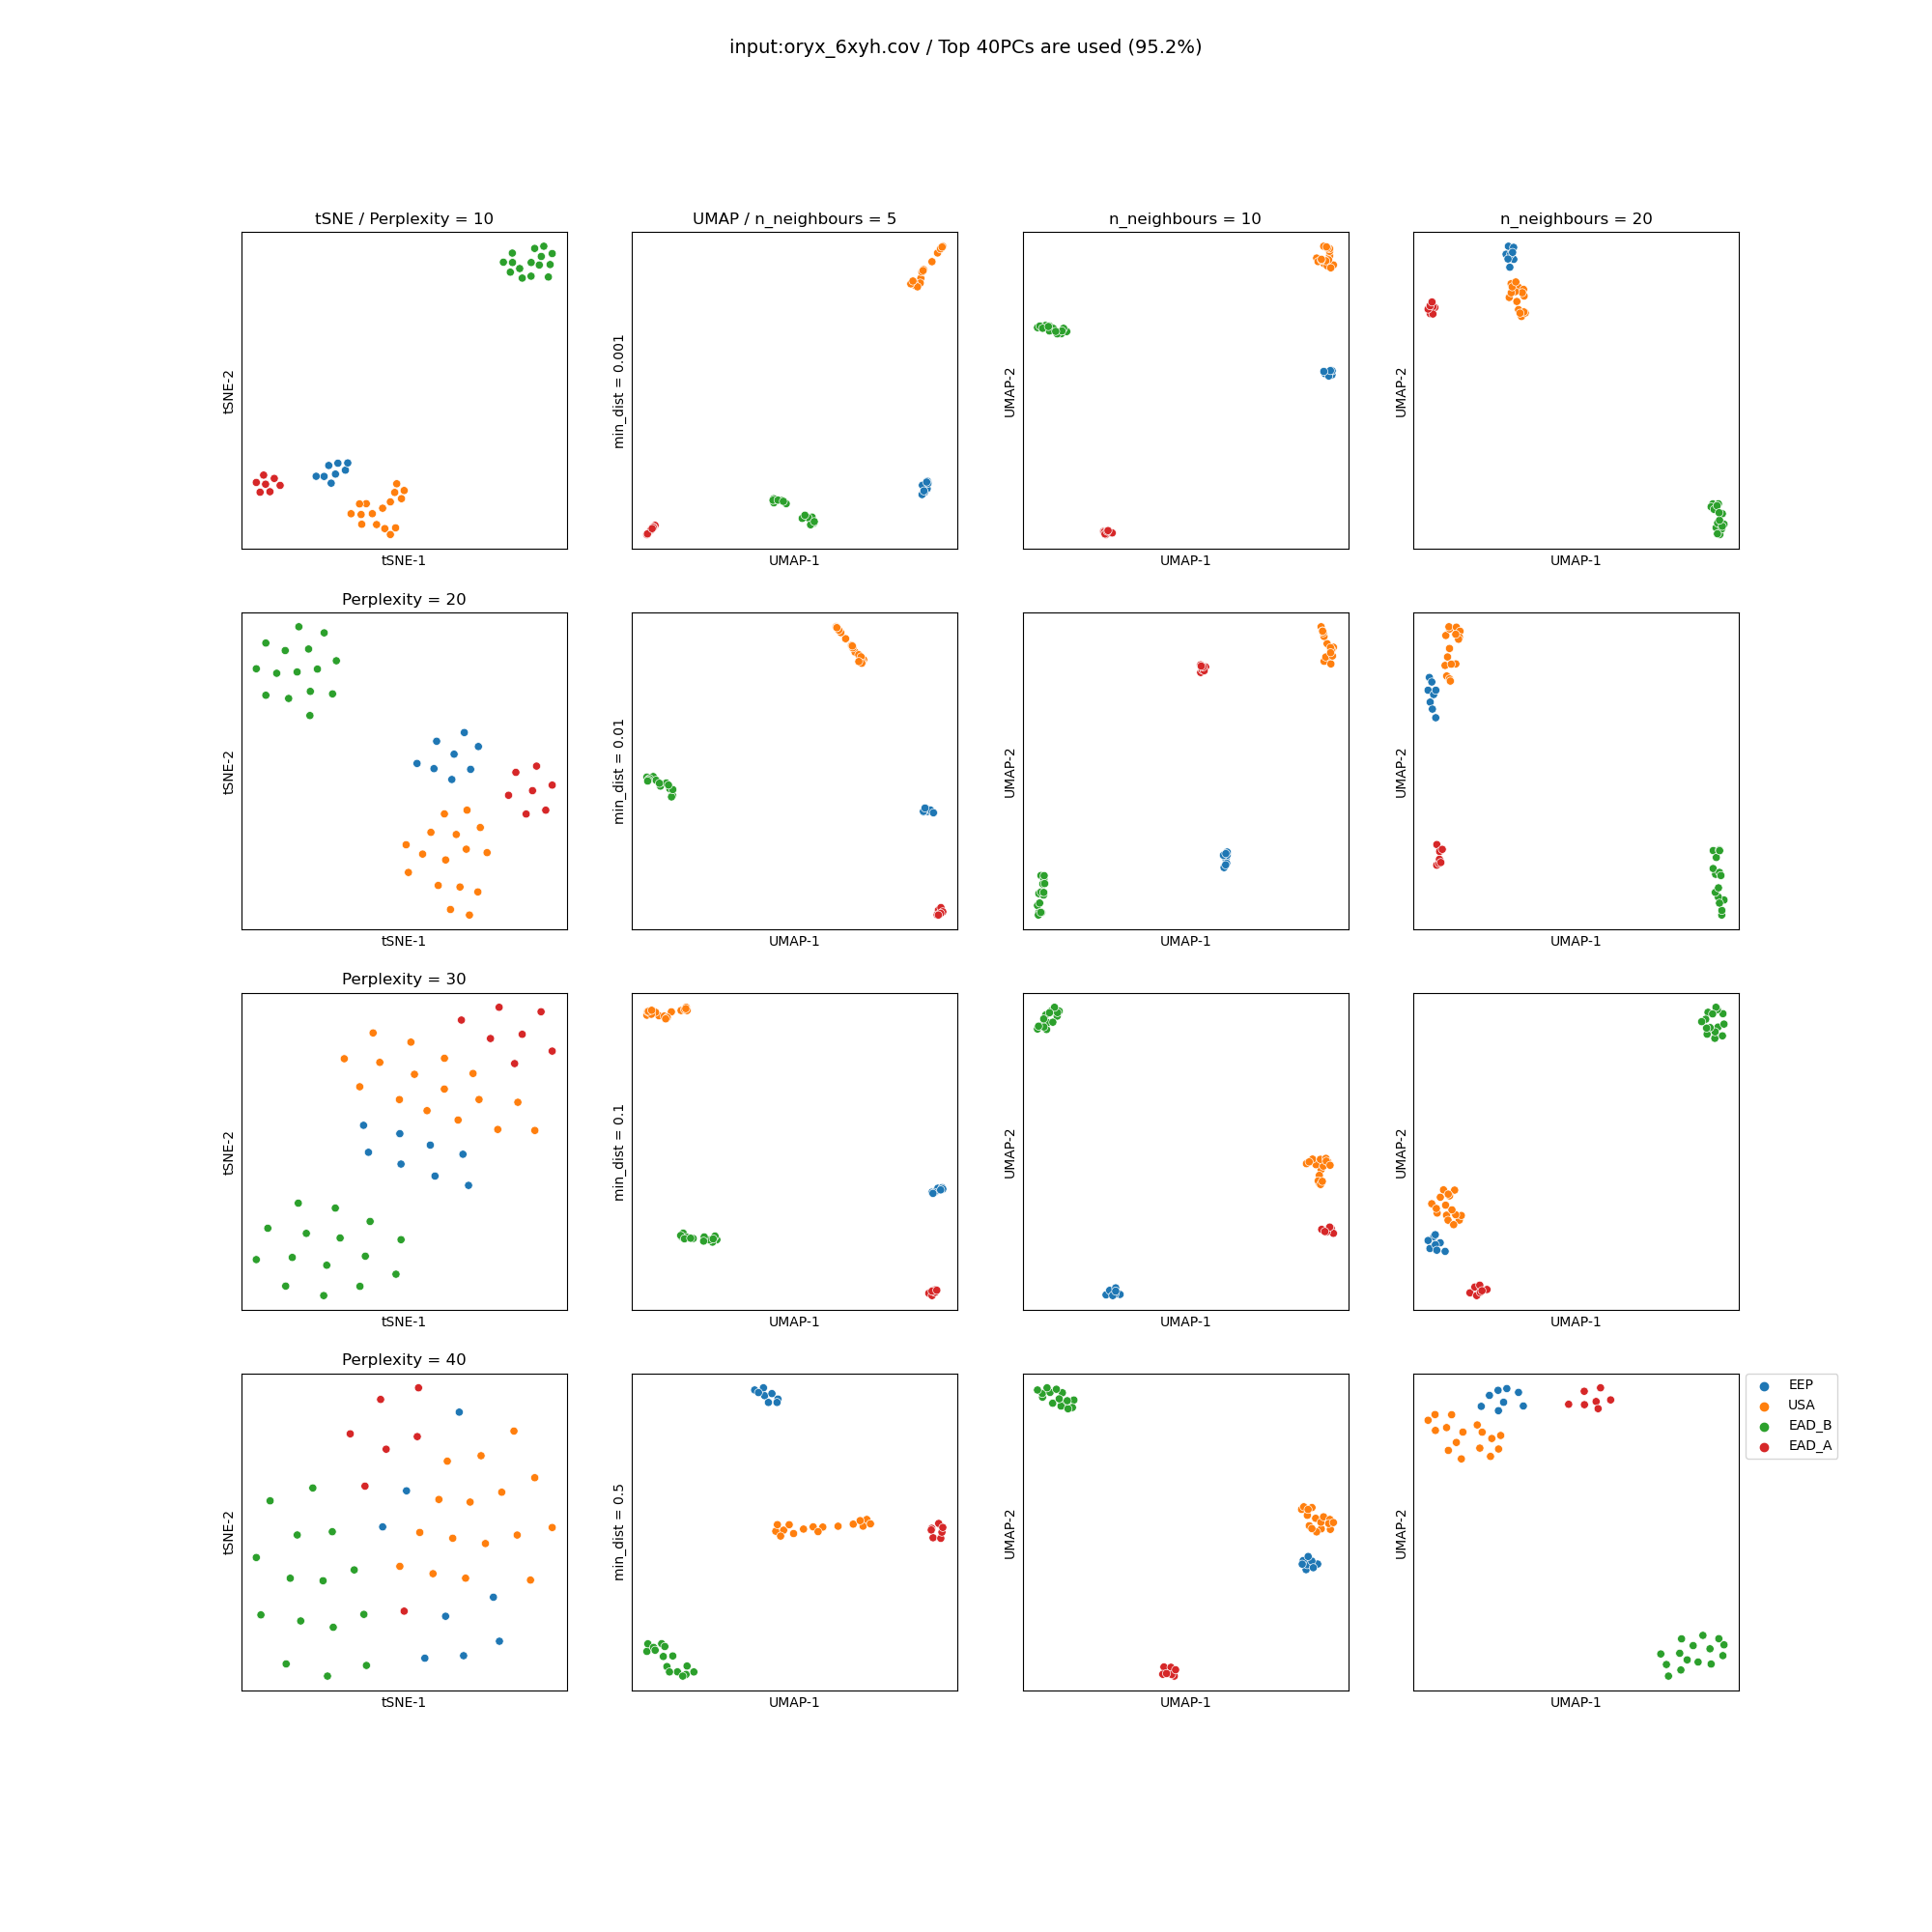 input:oryx_6xyh.cov / Top 40PCs are used (95.2%)
tSNE / Perplexity = 10
UMAP / n_neighbours = 5
n_neighbours = 10
n_neighbours = 20
tSNE-2
min_dist = 0.001
UMAP-2
UMAP-2
tSNE-1
UMAP-1
UMAP-1
UMAP-1
Perplexity = 20
tSNE-2
min_dist = 0.01
UMAP-2
UMAP-2
tSNE-1
UMAP-1
UMAP-1
UMAP-1
Perplexity = 30
tSNE-2
min_dist = 0.1
UMAP-2
UMAP-2
tSNE-1
UMAP-1
UMAP-1
UMAP-1
Perplexity = 40
tSNE-2
min_dist = 0.5
UMAP-2
UMAP-2
EEP
USA
EAD_B
EAD_A
tSNE-1
UMAP-1
UMAP-1
UMAP-1